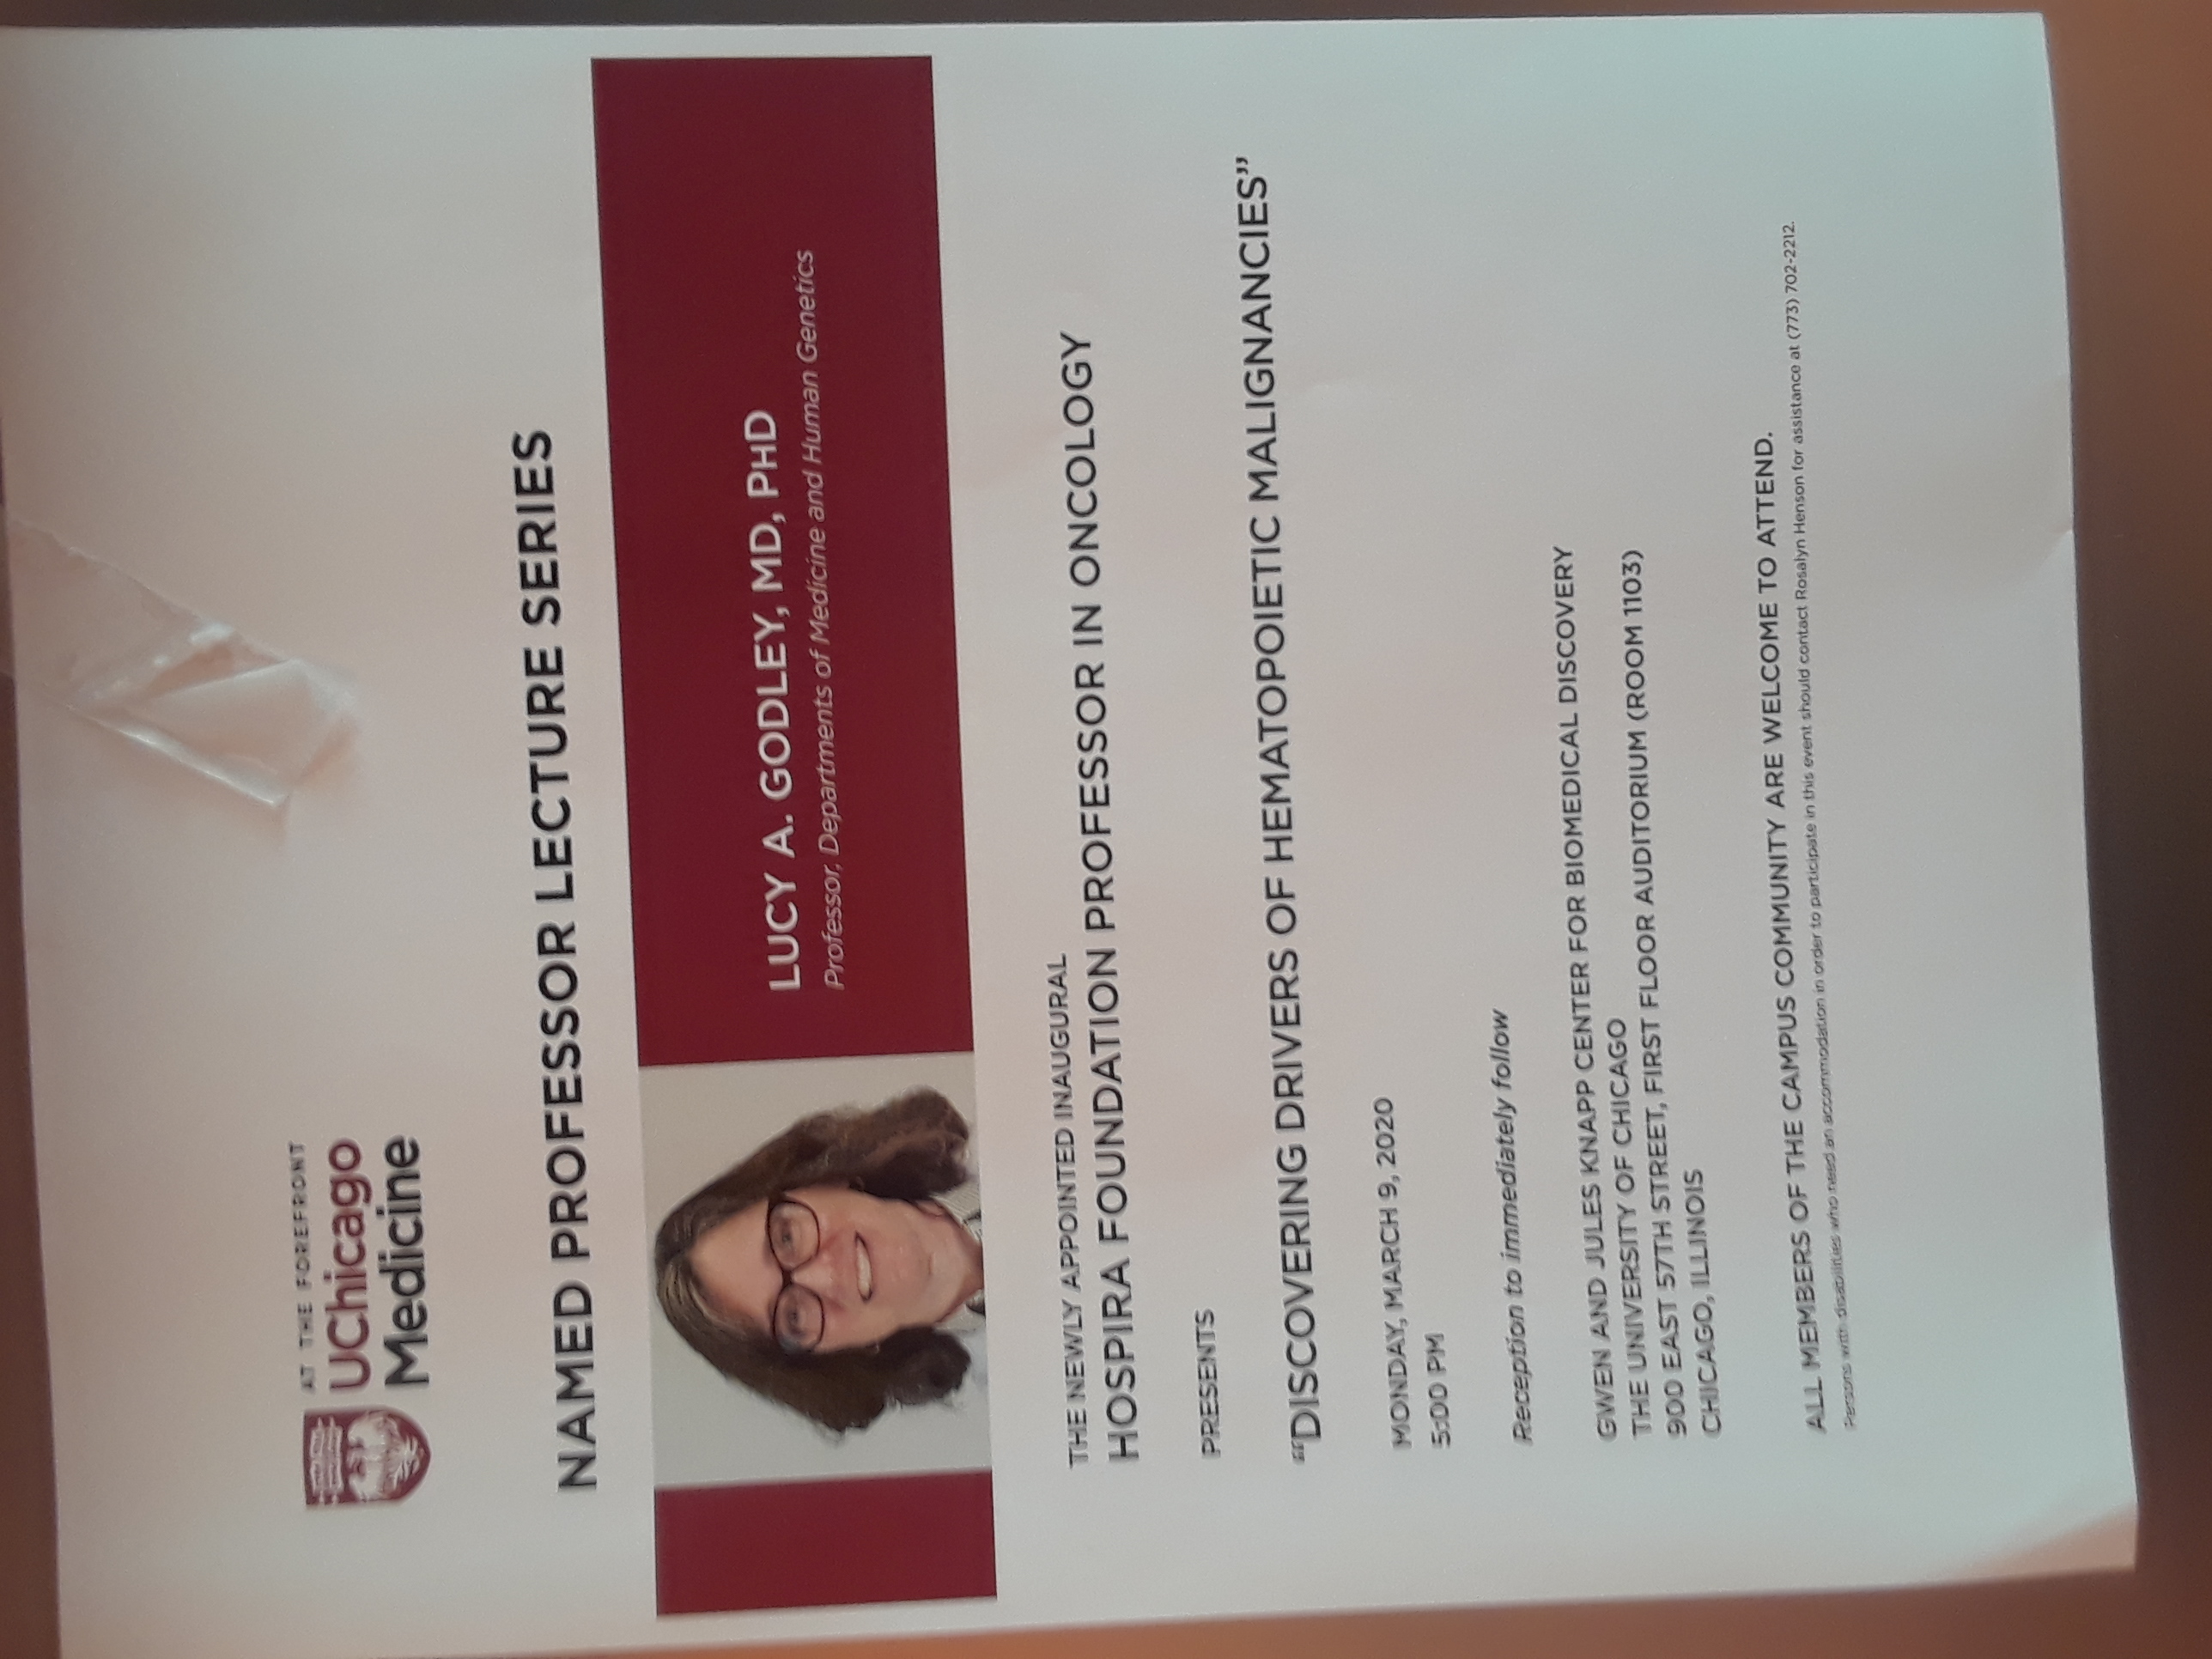 AT THE FOREFRONT
UChicago
Medicine
NAMED PROFESSOR LECTURE SERIES
LUCY A. GODLEY, MD, PHD
Professor, Departments of Medicine and Human Genetics
THE NEWLY APPOINTED INAUGURAL
HOSPIRA FOUNDATION PROFESSOR IN ONCOLOGY
PRESENTS
“DISCOVERING DRIVERS OF HEMATOPOIETIC MALIGNANCIES”
MONDAY, MARCH 9, 2020
5:00 PM
Reception to immediately follow
GWEN AND JULES KNAPP CENTER FOR BIOMEDICAL DISCOVERY
THE UNIVERSITY OF CHICAGO
900 EAST 57TH STREET, FIRST FLOOR AUDITORIUM (ROOM 1103)
CHICAGO, ILLINOIS
ALL MEMBERS OF THE CAMPUS COMMUNITY ARE WELCOME TO ATTEND.
Persons with disabilities who need an accommodation in order to participate in this event should contact Rosalyn Henson for assistance at (773) 702-2212.